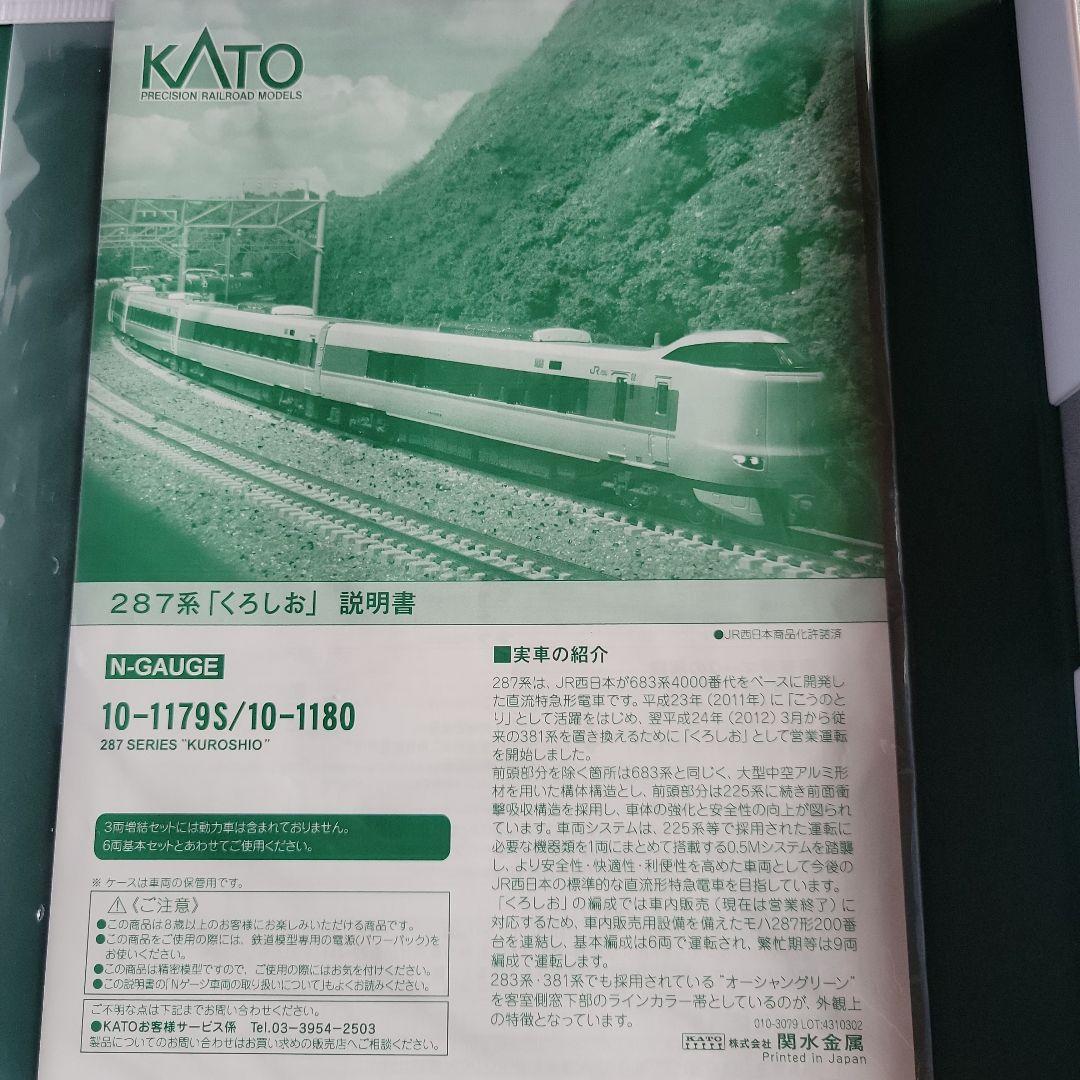 KATO
PRECISION RAILROAD MODELS
287系「くろしお」 説明書
●JR西日本商品化許諾済
N-GAUGE
10-1179S/10-1180
287 SERIES "KUROSHIO"
3両増結セットには動力車は含まれておりません。
6両基本セットとあわせてご使用ください。
※ ケースは車両の保管用です。
⚠《ご注意》
●この商品は8歳以上のお客様にお楽しみいただける商品です。
●この商品をご使用の際には、鉄道模型専用の電源(パワーパック)を
お使いください。
●この商品は精密模型ですので、ご使用の際にはお気を付けください。
●この説明書の「Nゲージ車両の取り扱いについて」もよくお読みください。
ご不明な点は下記までお問い合わせください。
●KATOお客様サービス係 Tel.03-3954-2503
製品についてのお問い合わせはお買い求めの販売店へご相談ください。
■実車の紹介
287系は、JR西日本が683系4000番代をベースに開発し
た直流特急形電車です。平成23年(2011年)に「こうのと
り」として活躍をはじめ、翌平成24年(2012)3月から従
来の381系を置き換えるために「くろしお」として営業運転
を開始しました。
前頭部分を除く箇所は683系と同じく、大型中空アルミ形
材を用いた構体構造とし、前頭部分は225系に続き前面衝
撃吸収構造を採用し、車体の強化と安全性の向上が図られ
ています。車両システムは、225系等で採用された運転に
必要な機器類を1両にまとめて搭載する0.5Mシステムを踏襲
し、より安全性・快適性・利便性を高めた車両として今後の
JR西日本の標準的な直流形特急電車を目指しています。
「くろしお」の編成では車内販売(現在は営業終了)に
対応するため、車内販売用設備を備えたモハ287形200番
台を連結し、基本編成は6両で運転され、繁忙期等は9両
編成で運転します。
283系・381系でも採用されている"オーシャングリーン"
を客室側窓下部のラインカラー帯としているのが、外観上
の特徴となっています。
010-3079 LOT:4310302
KATO 株式会社 関水金属
Printed in Japan